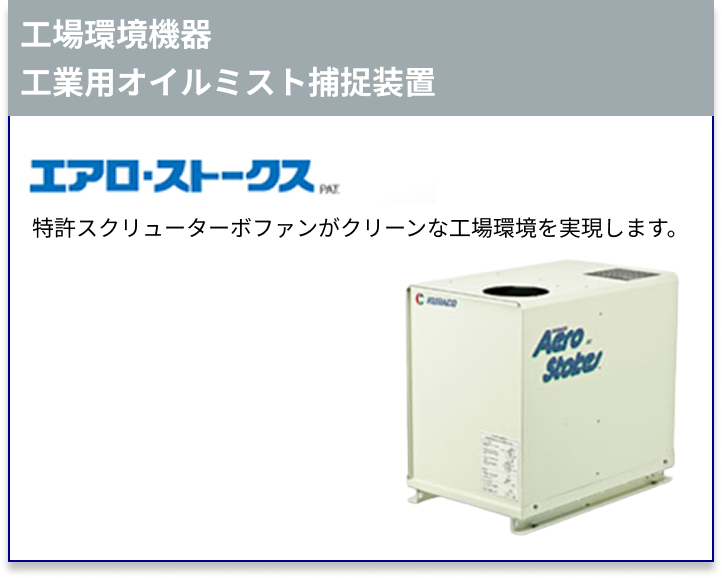 工場環境機器
工業用オイルミスト捕捉装置
エアロ・ストークス PAT.
特許スクリューターボファンがクリーンな工場環境を実現します。
KURACO
Aero
Stokes